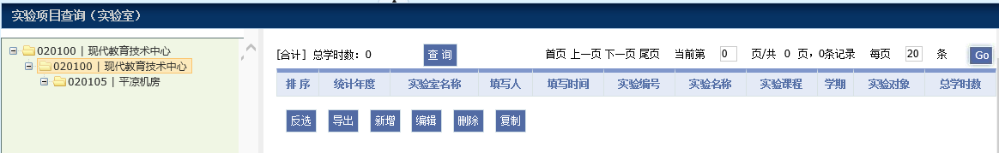 实验项目查询（实验室）
020100 | 现代教育技术中心
020100 | 现代教育技术中心
020105 | 平凉机房
[合计] 总学时数：0 查 询 首页 上一页 下一页 尾页 当前第 0 页/共 0 页，0条记录 每页 20 条 Go
排 序 统计年度 实验室名称 填写人 填写时间 实验编号 实验名称 实验课程 学期 实验对象 总学时数
反选 导出 新增 编辑 删除 复制